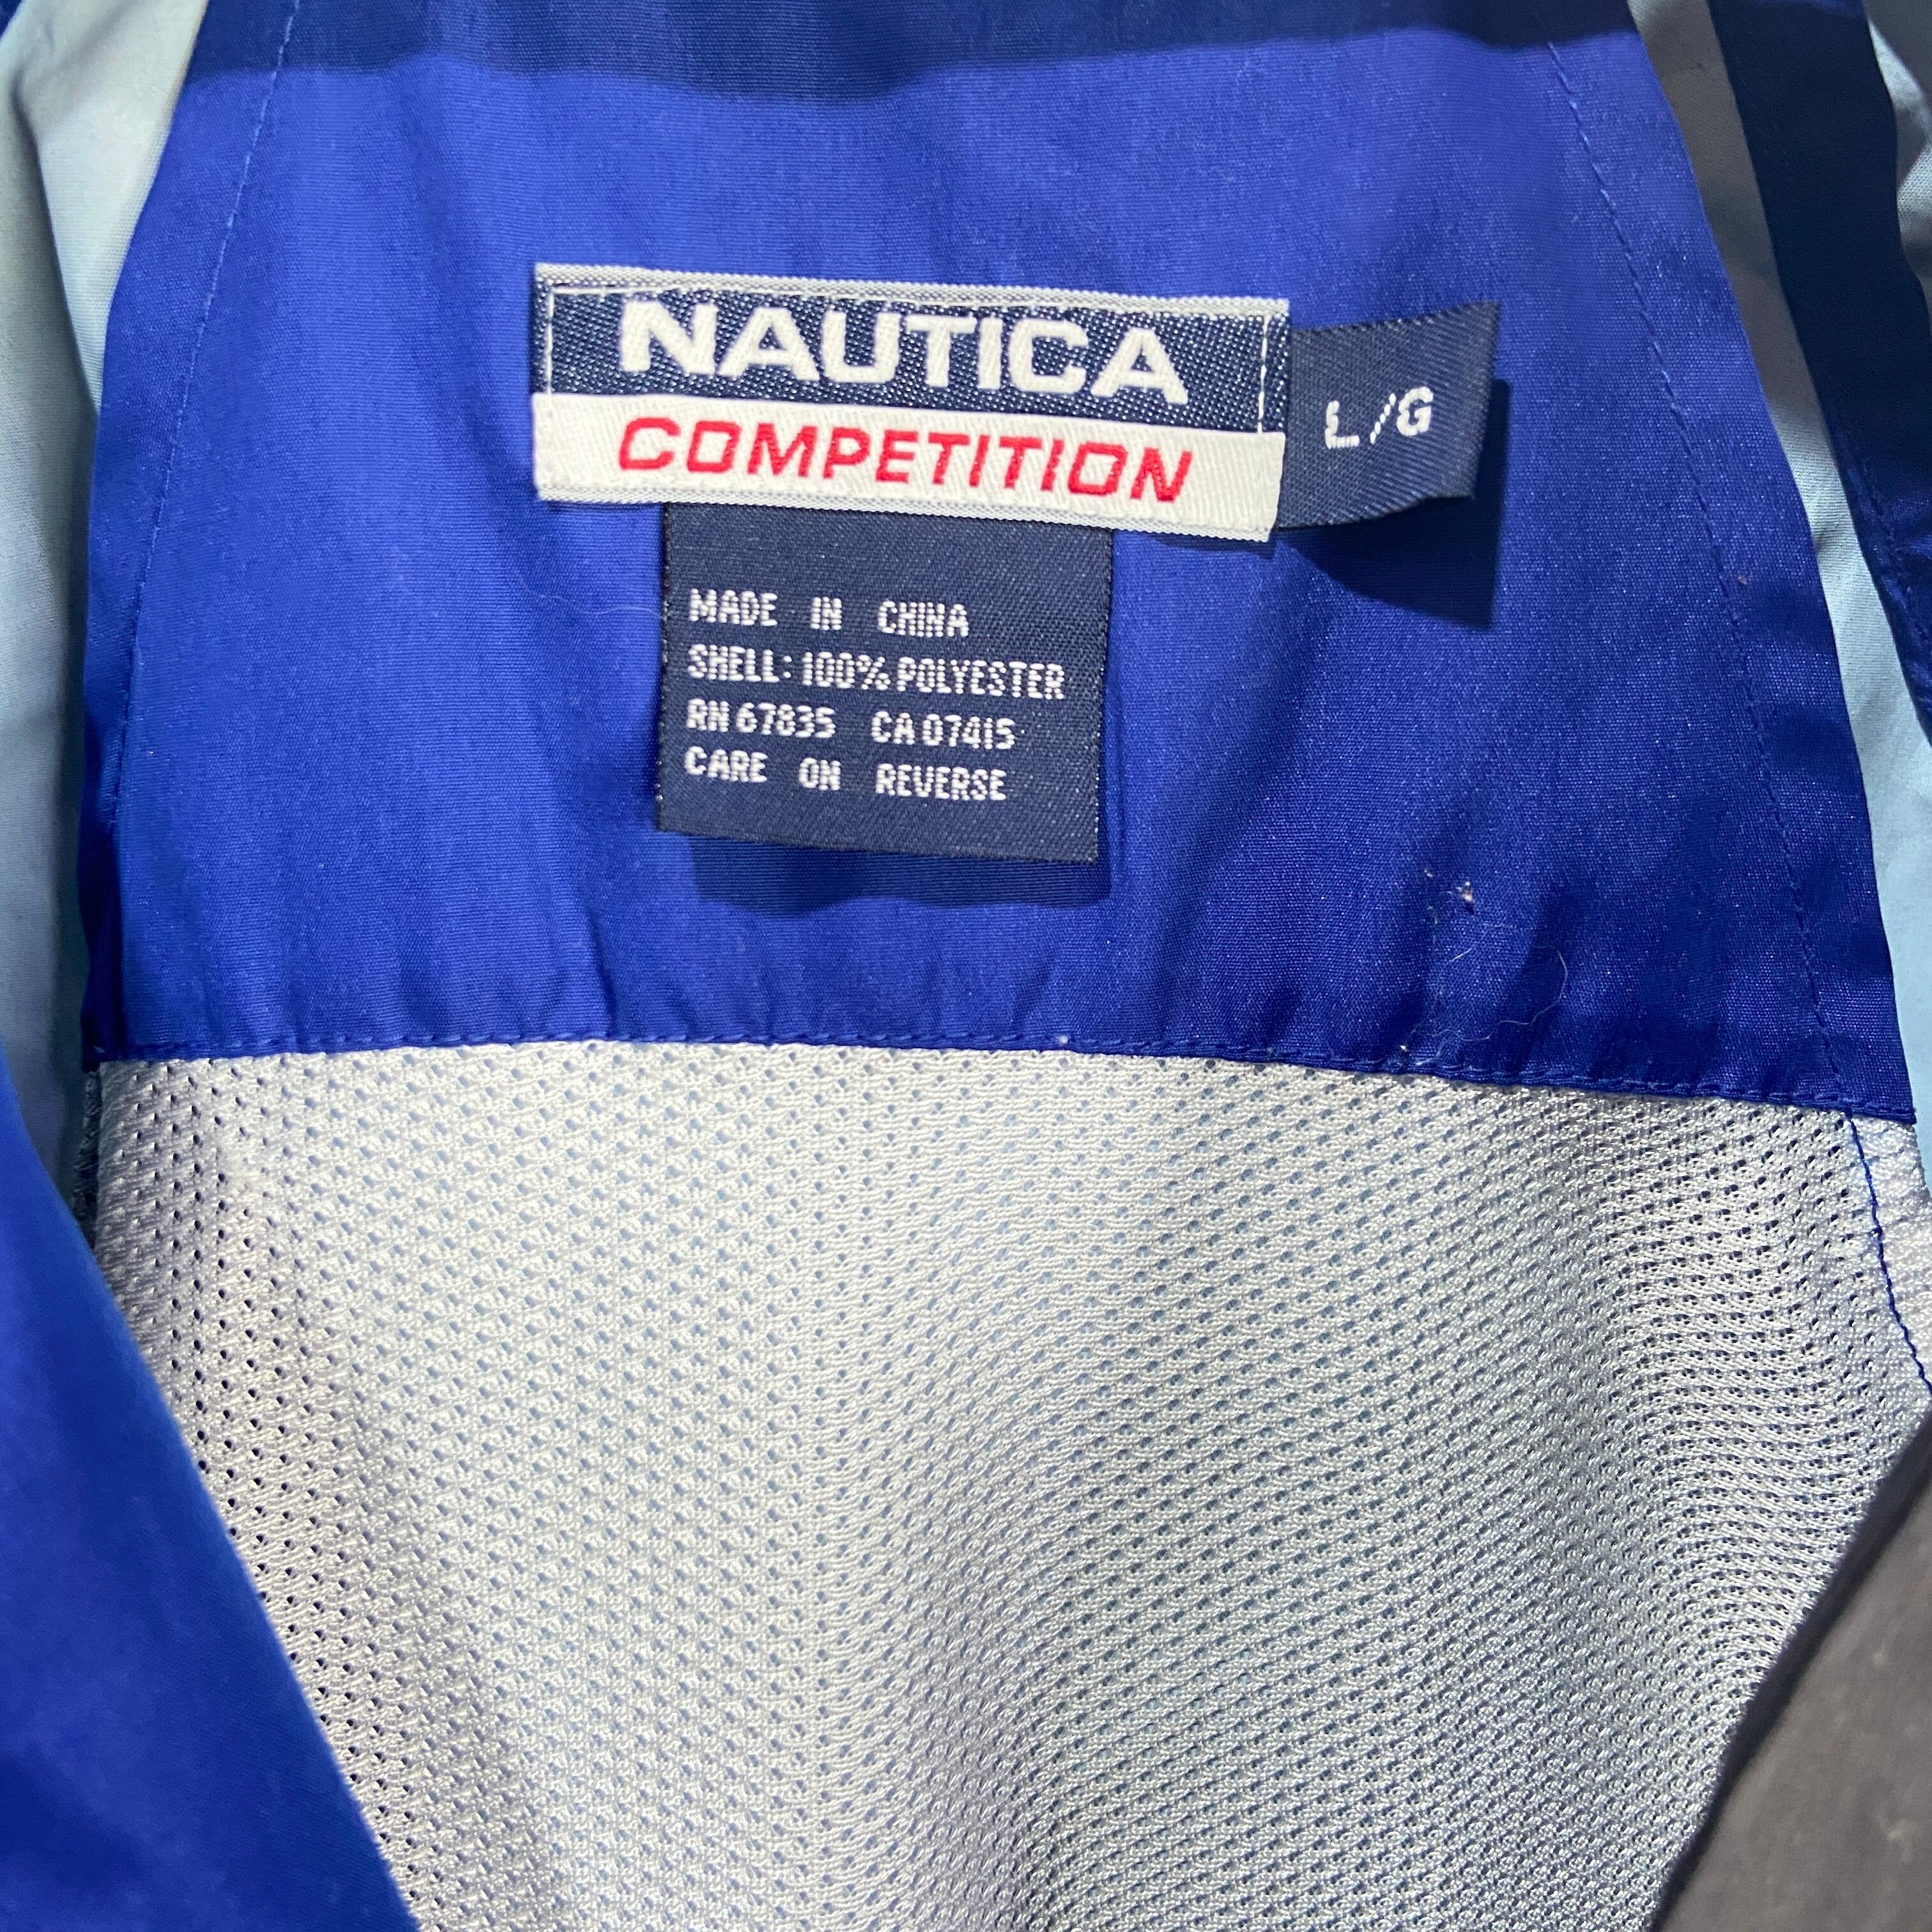 NAUTICA
COMPETITION
L/G
MADE IN CHINA
SHELL: 100% POLYESTER
RN 67835 CA 07415
CARE ON REVERSE